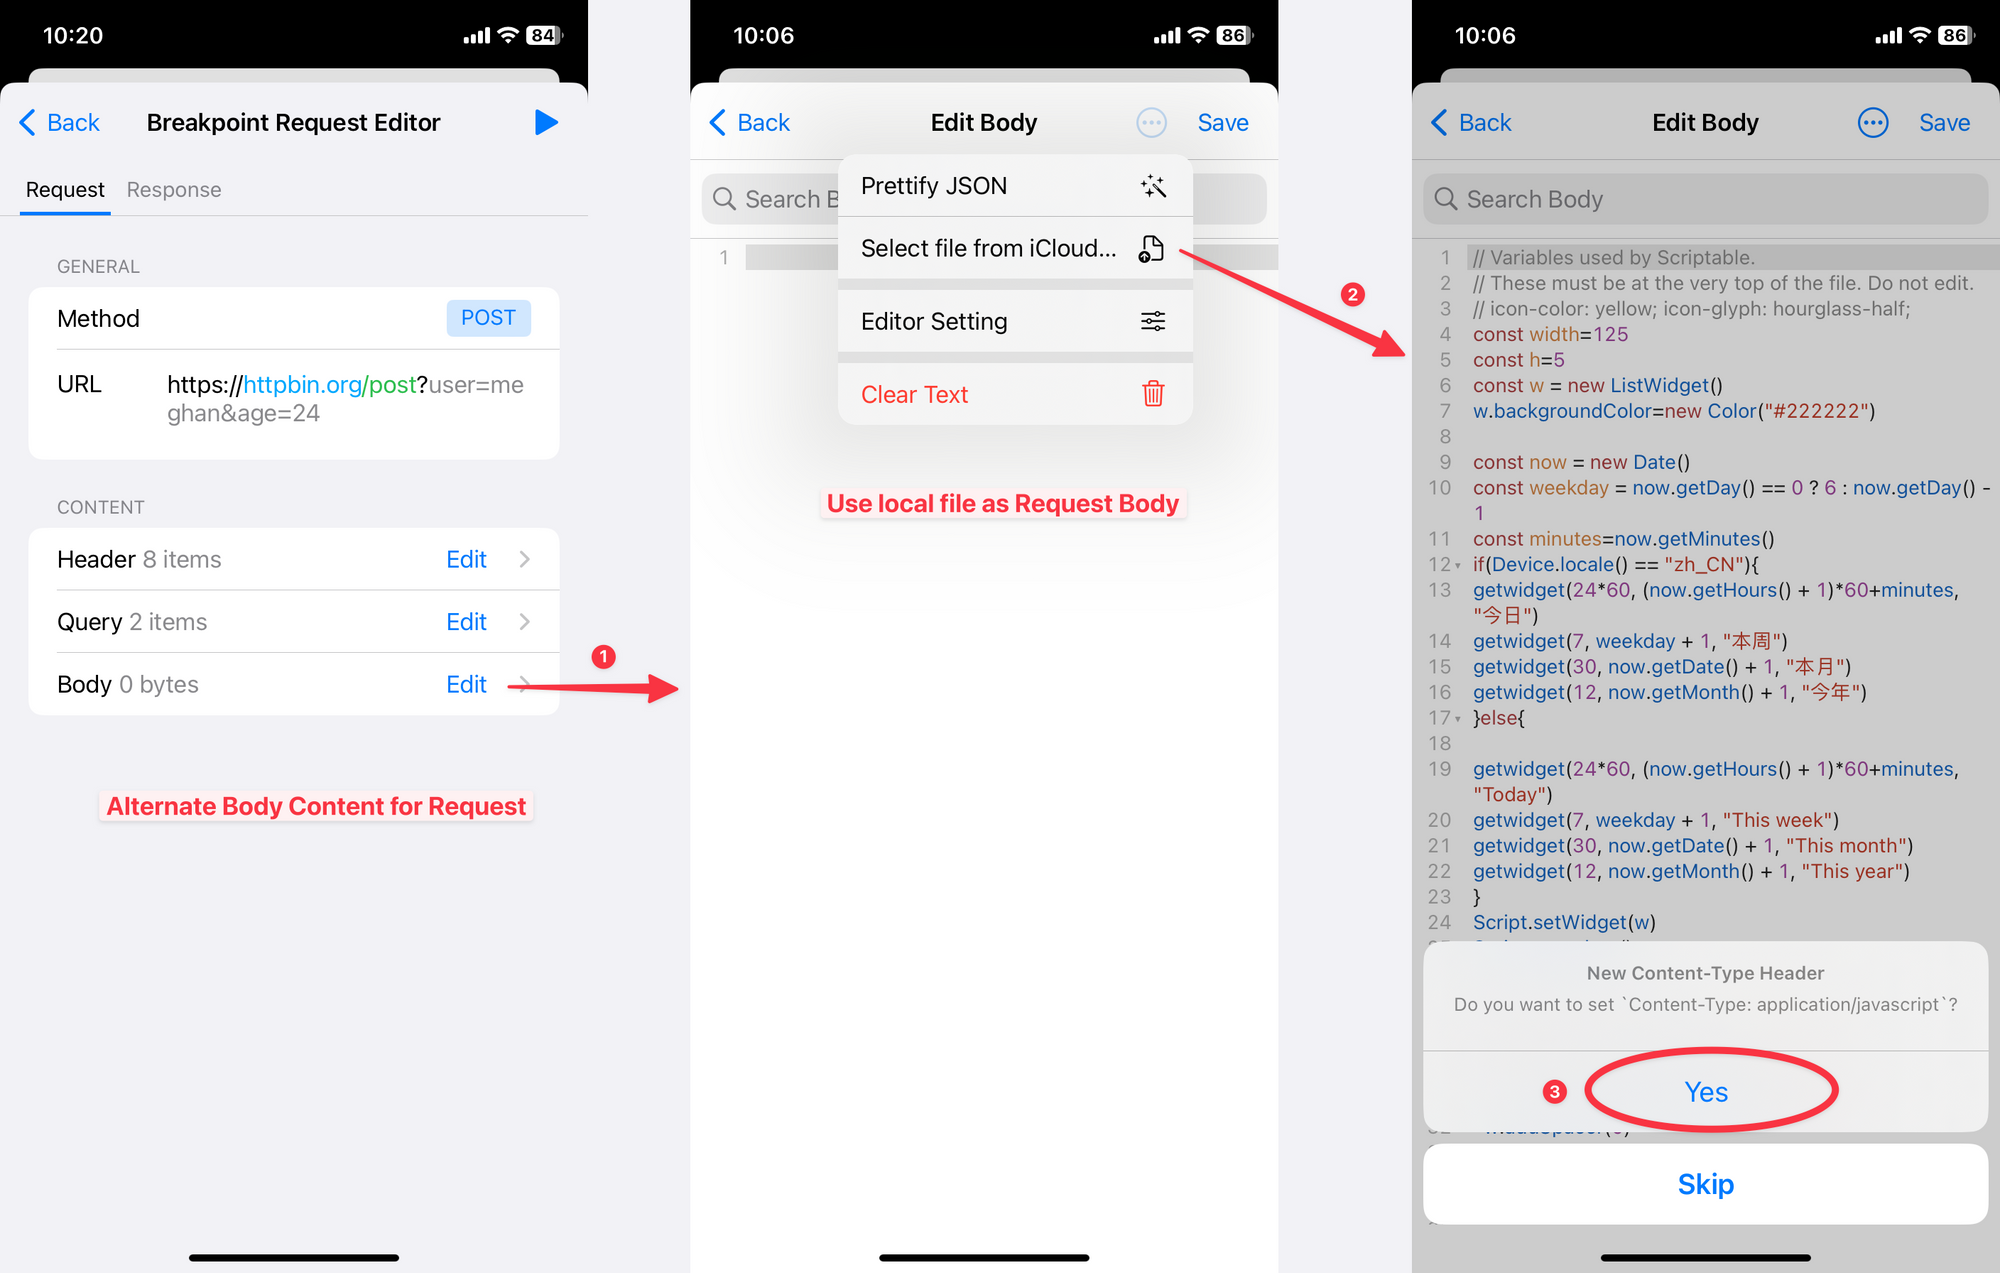 10:20
84
Back
Breakpoint Request Editor
Request
Response
GENERAL
Method
POST
URL
https://httpbin.org/post?user=me
ghan&age=24
CONTENT
Header 8 items
Edit
Query 2 items
Edit
Body 0 bytes
Edit
1
Alternate Body Content for Request
10:06
86
Back
Edit Body
Save
Search B
Prettify JSON
1
Select file from iCloud...
Editor Setting
Clear Text
2
Use local file as Request Body
10:06
86
Back
Edit Body
Save
Search Body
1 // Variables used by Scriptable.
2 // These must be at the very top of the file. Do not edit.
3 // icon-color: yellow; icon-glyph: hourglass-half;
4 const width=125
5 const h=5
6 const w = new ListWidget()
7 w.backgroundColor=new Color("#222222")
8
9 const now = new Date()
10 const weekday = now.getDay() == 0 ? 6 : now.getDay() -
1
11 const minutes=now.getMinutes()
12 if(Device.locale() == "zh_CN"){
13 getwidget(24*60, (now.getHours() + 1)*60+minutes,
"今日")
14 getwidget(7, weekday + 1, "本周")
15 getwidget(30, now.getDate() + 1, "本月")
16 getwidget(12, now.getMonth() + 1, "今年")
17 }else{
18
19 getwidget(24*60, (now.getHours() + 1)*60+minutes,
"Today")
20 getwidget(7, weekday + 1, "This week")
21 getwidget(30, now.getDate() + 1, "This month")
22 getwidget(12, now.getMonth() + 1, "This year")
23 }
24 Script.setWidget(w)
New Content-Type Header
Do you want to set `Content-Type: application/javascript`?
3
Yes
Skip